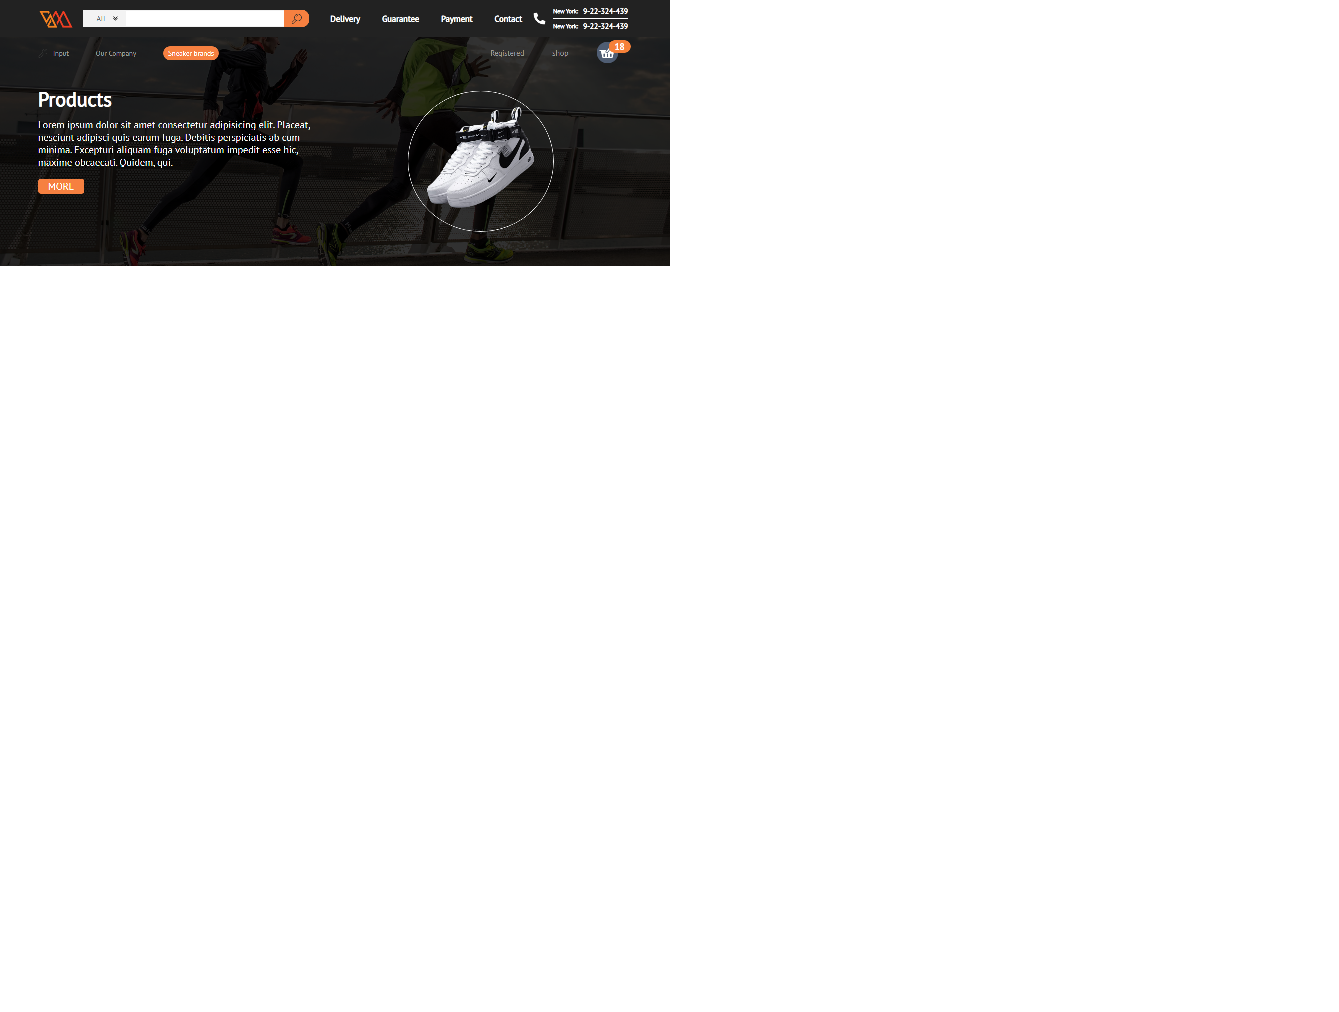 ALL
Delivery
Guarantee
Payment
Contact
New York: 9-22-324-439
New York: 9-22-324-439
Input
Our Company
Sneaker brands
Registered
shop
18
Products
Lorem ipsum dolor sit amet consectetur adipisicing elit. Placeat,
nesciunt adipisci quis earum fuga. Debitis perspiciatis ab cum
minima. Excepturi aliquam fuga voluptatum impedit esse hic,
maxime obcaecati. Quidem, qui.
MORE